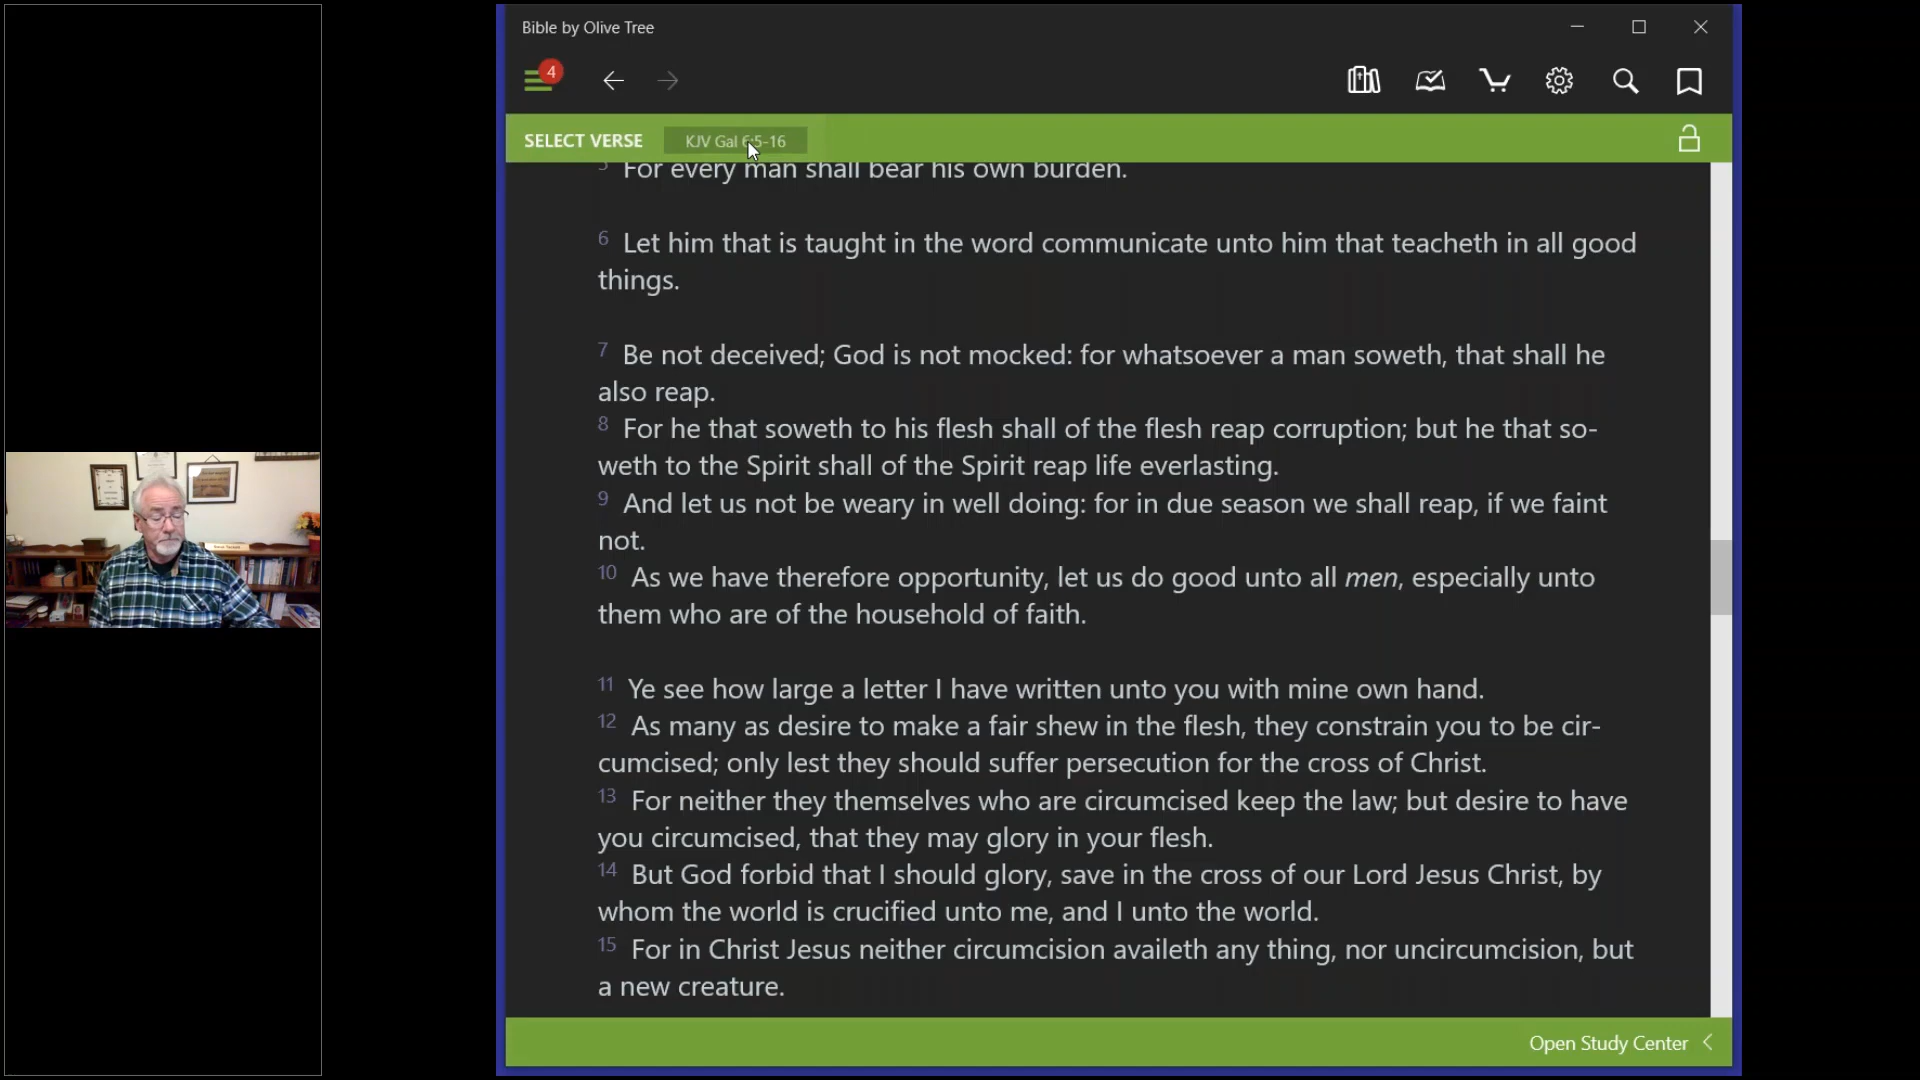 Bible by Olive Tree
4
SELECT VERSE
KJV Gal 6:5-16
5 For every man shall bear his own burden.
6 Let him that is taught in the word communicate unto him that teacheth in all good
things.
7 Be not deceived; God is not mocked: for whatsoever a man soweth, that shall he
also reap.
8 For he that soweth to his flesh shall of the flesh reap corruption; but he that so-
weth to the Spirit shall of the Spirit reap life everlasting.
9 And let us not be weary in well doing: for in due season we shall reap, if we faint
not.
10 As we have therefore opportunity, let us do good unto all men, especially unto
them who are of the household of faith.
11 Ye see how large a letter I have written unto you with mine own hand.
12 As many as desire to make a fair shew in the flesh, they constrain you to be cir-
cumcised; only lest they should suffer persecution for the cross of Christ.
13 For neither they themselves who are circumcised keep the law; but desire to have
you circumcised, that they may glory in your flesh.
14 But God forbid that I should glory, save in the cross of our Lord Jesus Christ, by
whom the world is crucified unto me, and I unto the world.
15 For in Christ Jesus neither circumcision availeth any thing, nor uncircumcision, but
a new creature.
Open Study Center